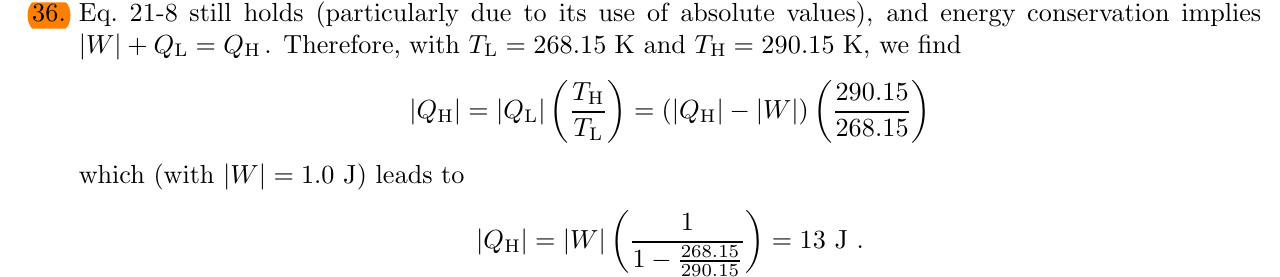 36. Eq. 21-8 still holds (particularly due to its use of absolute values), and energy conservation implies
|W| + Q_L = Q_H. Therefore, with T_L = 268.15 K and T_H = 290.15 K, we find
|Q_H| = |Q_L| (T_H / T_L) = (|Q_H| − |W|) (290.15 / 268.15)
which (with |W| = 1.0 J) leads to
|Q_H| = |W| (1 / (1 − 268.15 / 290.15)) = 13 J .